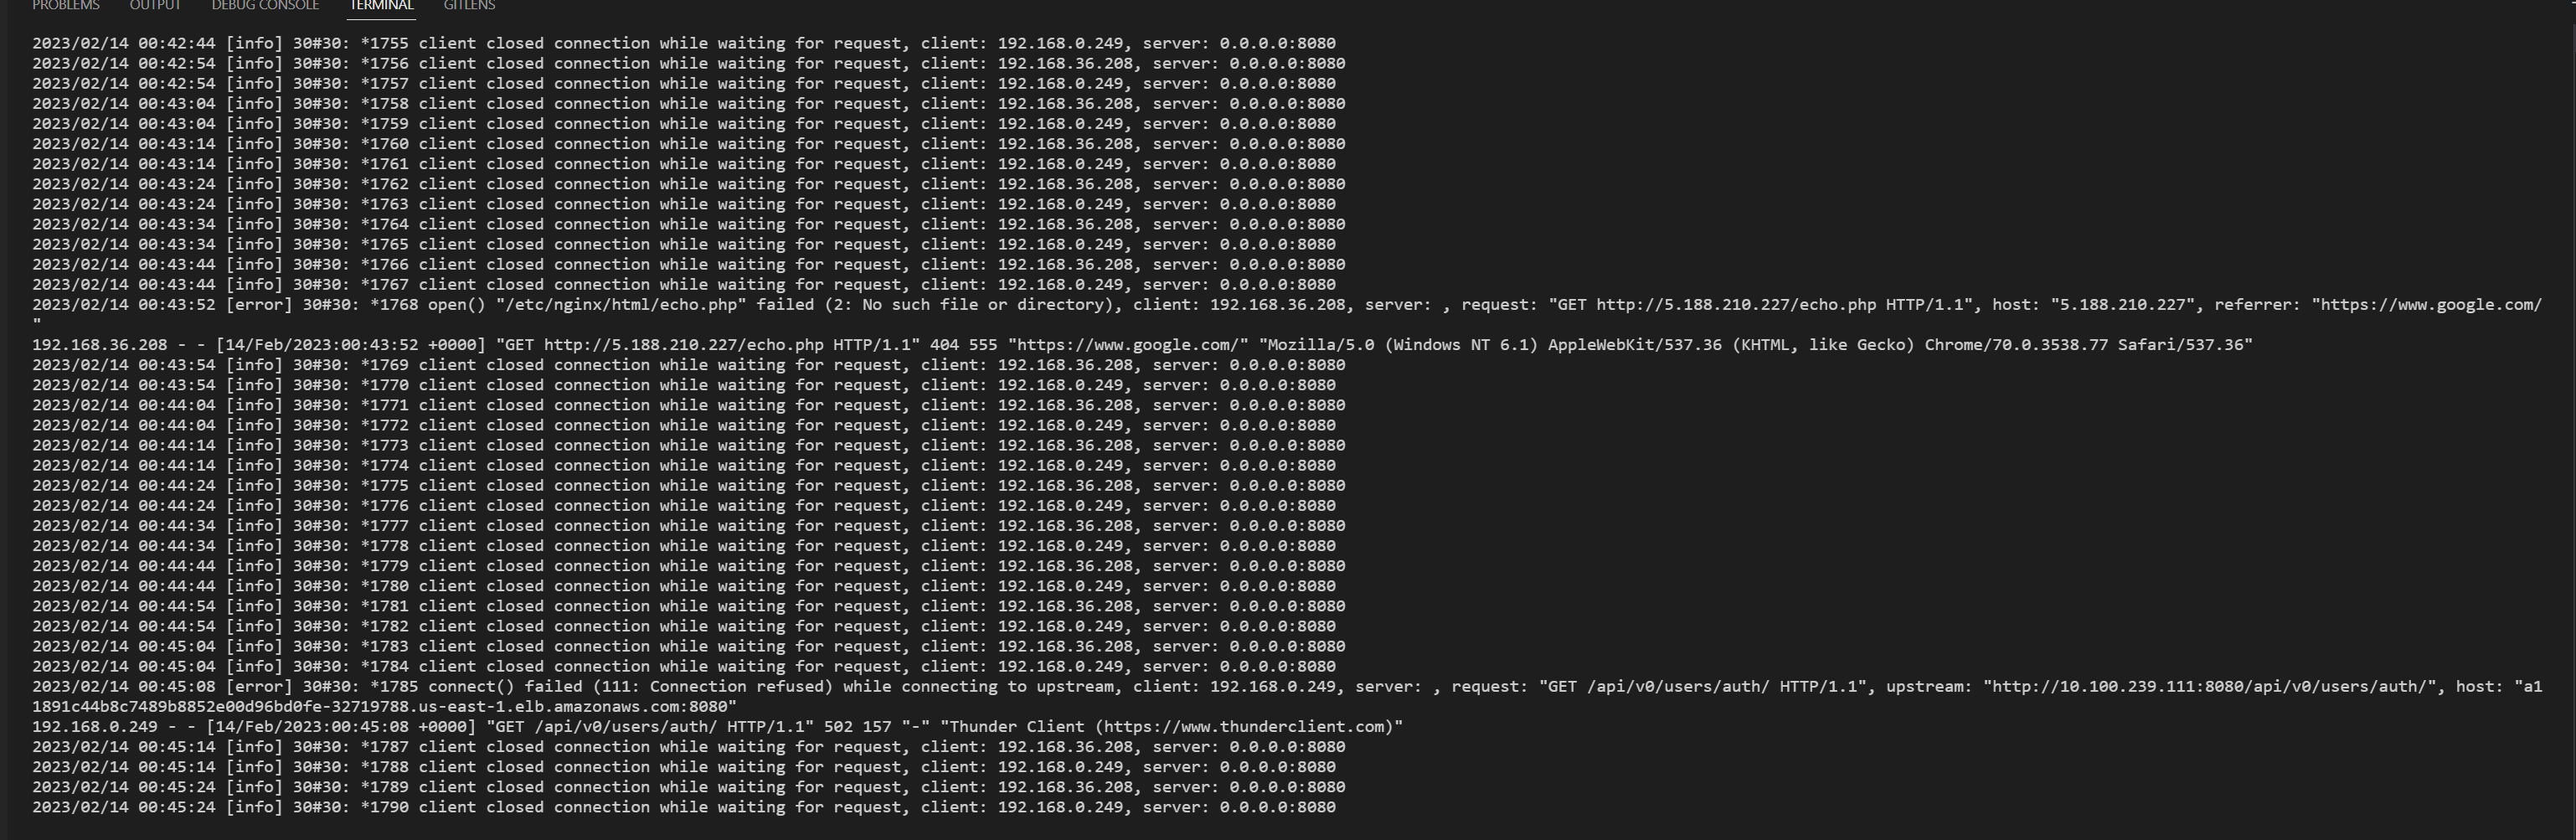 PROBLEMS OUTPUT DEBUG CONSOLE TERMINAL GITLENS
2023/02/14 00:42:44 [info] 30#30: *1755 client closed connection while waiting for request, client: 192.168.0.249, server: 0.0.0.0:8080
2023/02/14 00:42:54 [info] 30#30: *1756 client closed connection while waiting for request, client: 192.168.36.208, server: 0.0.0.0:8080
2023/02/14 00:42:54 [info] 30#30: *1757 client closed connection while waiting for request, client: 192.168.0.249, server: 0.0.0.0:8080
2023/02/14 00:43:04 [info] 30#30: *1758 client closed connection while waiting for request, client: 192.168.36.208, server: 0.0.0.0:8080
2023/02/14 00:43:04 [info] 30#30: *1759 client closed connection while waiting for request, client: 192.168.0.249, server: 0.0.0.0:8080
2023/02/14 00:43:14 [info] 30#30: *1760 client closed connection while waiting for request, client: 192.168.36.208, server: 0.0.0.0:8080
2023/02/14 00:43:14 [info] 30#30: *1761 client closed connection while waiting for request, client: 192.168.0.249, server: 0.0.0.0:8080
2023/02/14 00:43:24 [info] 30#30: *1762 client closed connection while waiting for request, client: 192.168.36.208, server: 0.0.0.0:8080
2023/02/14 00:43:24 [info] 30#30: *1763 client closed connection while waiting for request, client: 192.168.0.249, server: 0.0.0.0:8080
2023/02/14 00:43:34 [info] 30#30: *1764 client closed connection while waiting for request, client: 192.168.36.208, server: 0.0.0.0:8080
2023/02/14 00:43:34 [info] 30#30: *1765 client closed connection while waiting for request, client: 192.168.0.249, server: 0.0.0.0:8080
2023/02/14 00:43:44 [info] 30#30: *1766 client closed connection while waiting for request, client: 192.168.36.208, server: 0.0.0.0:8080
2023/02/14 00:43:44 [info] 30#30: *1767 client closed connection while waiting for request, client: 192.168.0.249, server: 0.0.0.0:8080
2023/02/14 00:43:52 [error] 30#30: *1768 open() "/etc/nginx/html/echo.php" failed (2: No such file or directory), client: 192.168.36.208, server: , request: "GET http://5.188.210.227/echo.php HTTP/1.1", host: "5.188.210.227", referrer: "https://www.google.com/
"
192.168.36.208 - - [14/Feb/2023:00:43:52 +0000] "GET http://5.188.210.227/echo.php HTTP/1.1" 404 555 "https://www.google.com/" "Mozilla/5.0 (Windows NT 6.1) AppleWebKit/537.36 (KHTML, like Gecko) Chrome/70.0.3538.77 Safari/537.36"
2023/02/14 00:43:54 [info] 30#30: *1769 client closed connection while waiting for request, client: 192.168.36.208, server: 0.0.0.0:8080
2023/02/14 00:43:54 [info] 30#30: *1770 client closed connection while waiting for request, client: 192.168.0.249, server: 0.0.0.0:8080
2023/02/14 00:44:04 [info] 30#30: *1771 client closed connection while waiting for request, client: 192.168.36.208, server: 0.0.0.0:8080
2023/02/14 00:44:04 [info] 30#30: *1772 client closed connection while waiting for request, client: 192.168.0.249, server: 0.0.0.0:8080
2023/02/14 00:44:14 [info] 30#30: *1773 client closed connection while waiting for request, client: 192.168.36.208, server: 0.0.0.0:8080
2023/02/14 00:44:14 [info] 30#30: *1774 client closed connection while waiting for request, client: 192.168.0.249, server: 0.0.0.0:8080
2023/02/14 00:44:24 [info] 30#30: *1775 client closed connection while waiting for request, client: 192.168.36.208, server: 0.0.0.0:8080
2023/02/14 00:44:24 [info] 30#30: *1776 client closed connection while waiting for request, client: 192.168.0.249, server: 0.0.0.0:8080
2023/02/14 00:44:34 [info] 30#30: *1777 client closed connection while waiting for request, client: 192.168.36.208, server: 0.0.0.0:8080
2023/02/14 00:44:34 [info] 30#30: *1778 client closed connection while waiting for request, client: 192.168.0.249, server: 0.0.0.0:8080
2023/02/14 00:44:44 [info] 30#30: *1779 client closed connection while waiting for request, client: 192.168.36.208, server: 0.0.0.0:8080
2023/02/14 00:44:44 [info] 30#30: *1780 client closed connection while waiting for request, client: 192.168.0.249, server: 0.0.0.0:8080
2023/02/14 00:44:54 [info] 30#30: *1781 client closed connection while waiting for request, client: 192.168.36.208, server: 0.0.0.0:8080
2023/02/14 00:44:54 [info] 30#30: *1782 client closed connection while waiting for request, client: 192.168.0.249, server: 0.0.0.0:8080
2023/02/14 00:45:04 [info] 30#30: *1783 client closed connection while waiting for request, client: 192.168.36.208, server: 0.0.0.0:8080
2023/02/14 00:45:04 [info] 30#30: *1784 client closed connection while waiting for request, client: 192.168.0.249, server: 0.0.0.0:8080
2023/02/14 00:45:08 [error] 30#30: *1785 connect() failed (111: Connection refused) while connecting to upstream, client: 192.168.0.249, server: , request: "GET /api/v0/users/auth/ HTTP/1.1", upstream: "http://10.100.239.111:8080/api/v0/users/auth/", host: "a1
1891c44b8c7489b8852e00d96bd0fe-32719788.us-east-1.elb.amazonaws.com:8080"
192.168.0.249 - - [14/Feb/2023:00:45:08 +0000] "GET /api/v0/users/auth/ HTTP/1.1" 502 157 "-" "Thunder Client (https://www.thunderclient.com)"
2023/02/14 00:45:14 [info] 30#30: *1787 client closed connection while waiting for request, client: 192.168.36.208, server: 0.0.0.0:8080
2023/02/14 00:45:14 [info] 30#30: *1788 client closed connection while waiting for request, client: 192.168.0.249, server: 0.0.0.0:8080
2023/02/14 00:45:24 [info] 30#30: *1789 client closed connection while waiting for request, client: 192.168.36.208, server: 0.0.0.0:8080
2023/02/14 00:45:24 [info] 30#30: *1790 client closed connection while waiting for request, client: 192.168.0.249, server: 0.0.0.0:8080